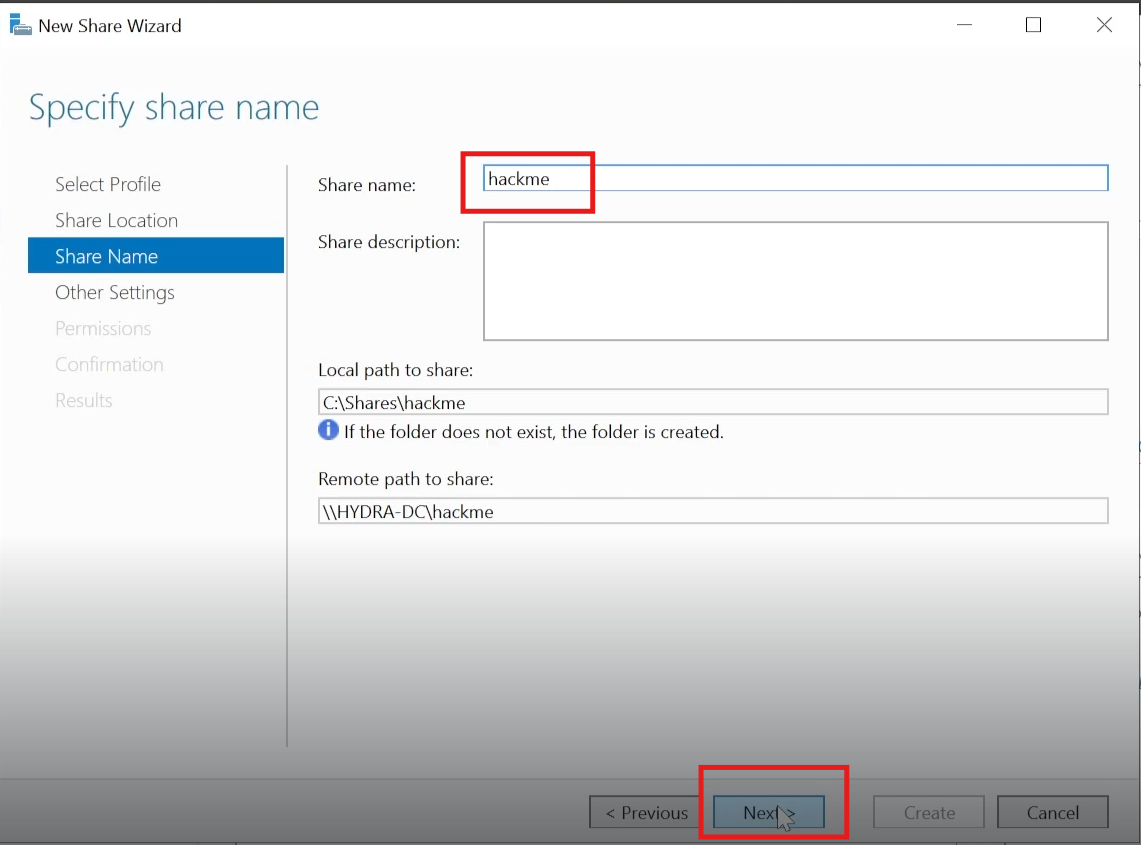 New Share Wizard
Specify share name
Select Profile
Share Location
Share Name
Other Settings
Permissions
Confirmation
Results
Share name:
hackme
Share description:
Local path to share:
C:\Shares\hackme
If the folder does not exist, the folder is created.
Remote path to share:
\\HYDRA-DC\hackme
< Previous
Next >
Create
Cancel